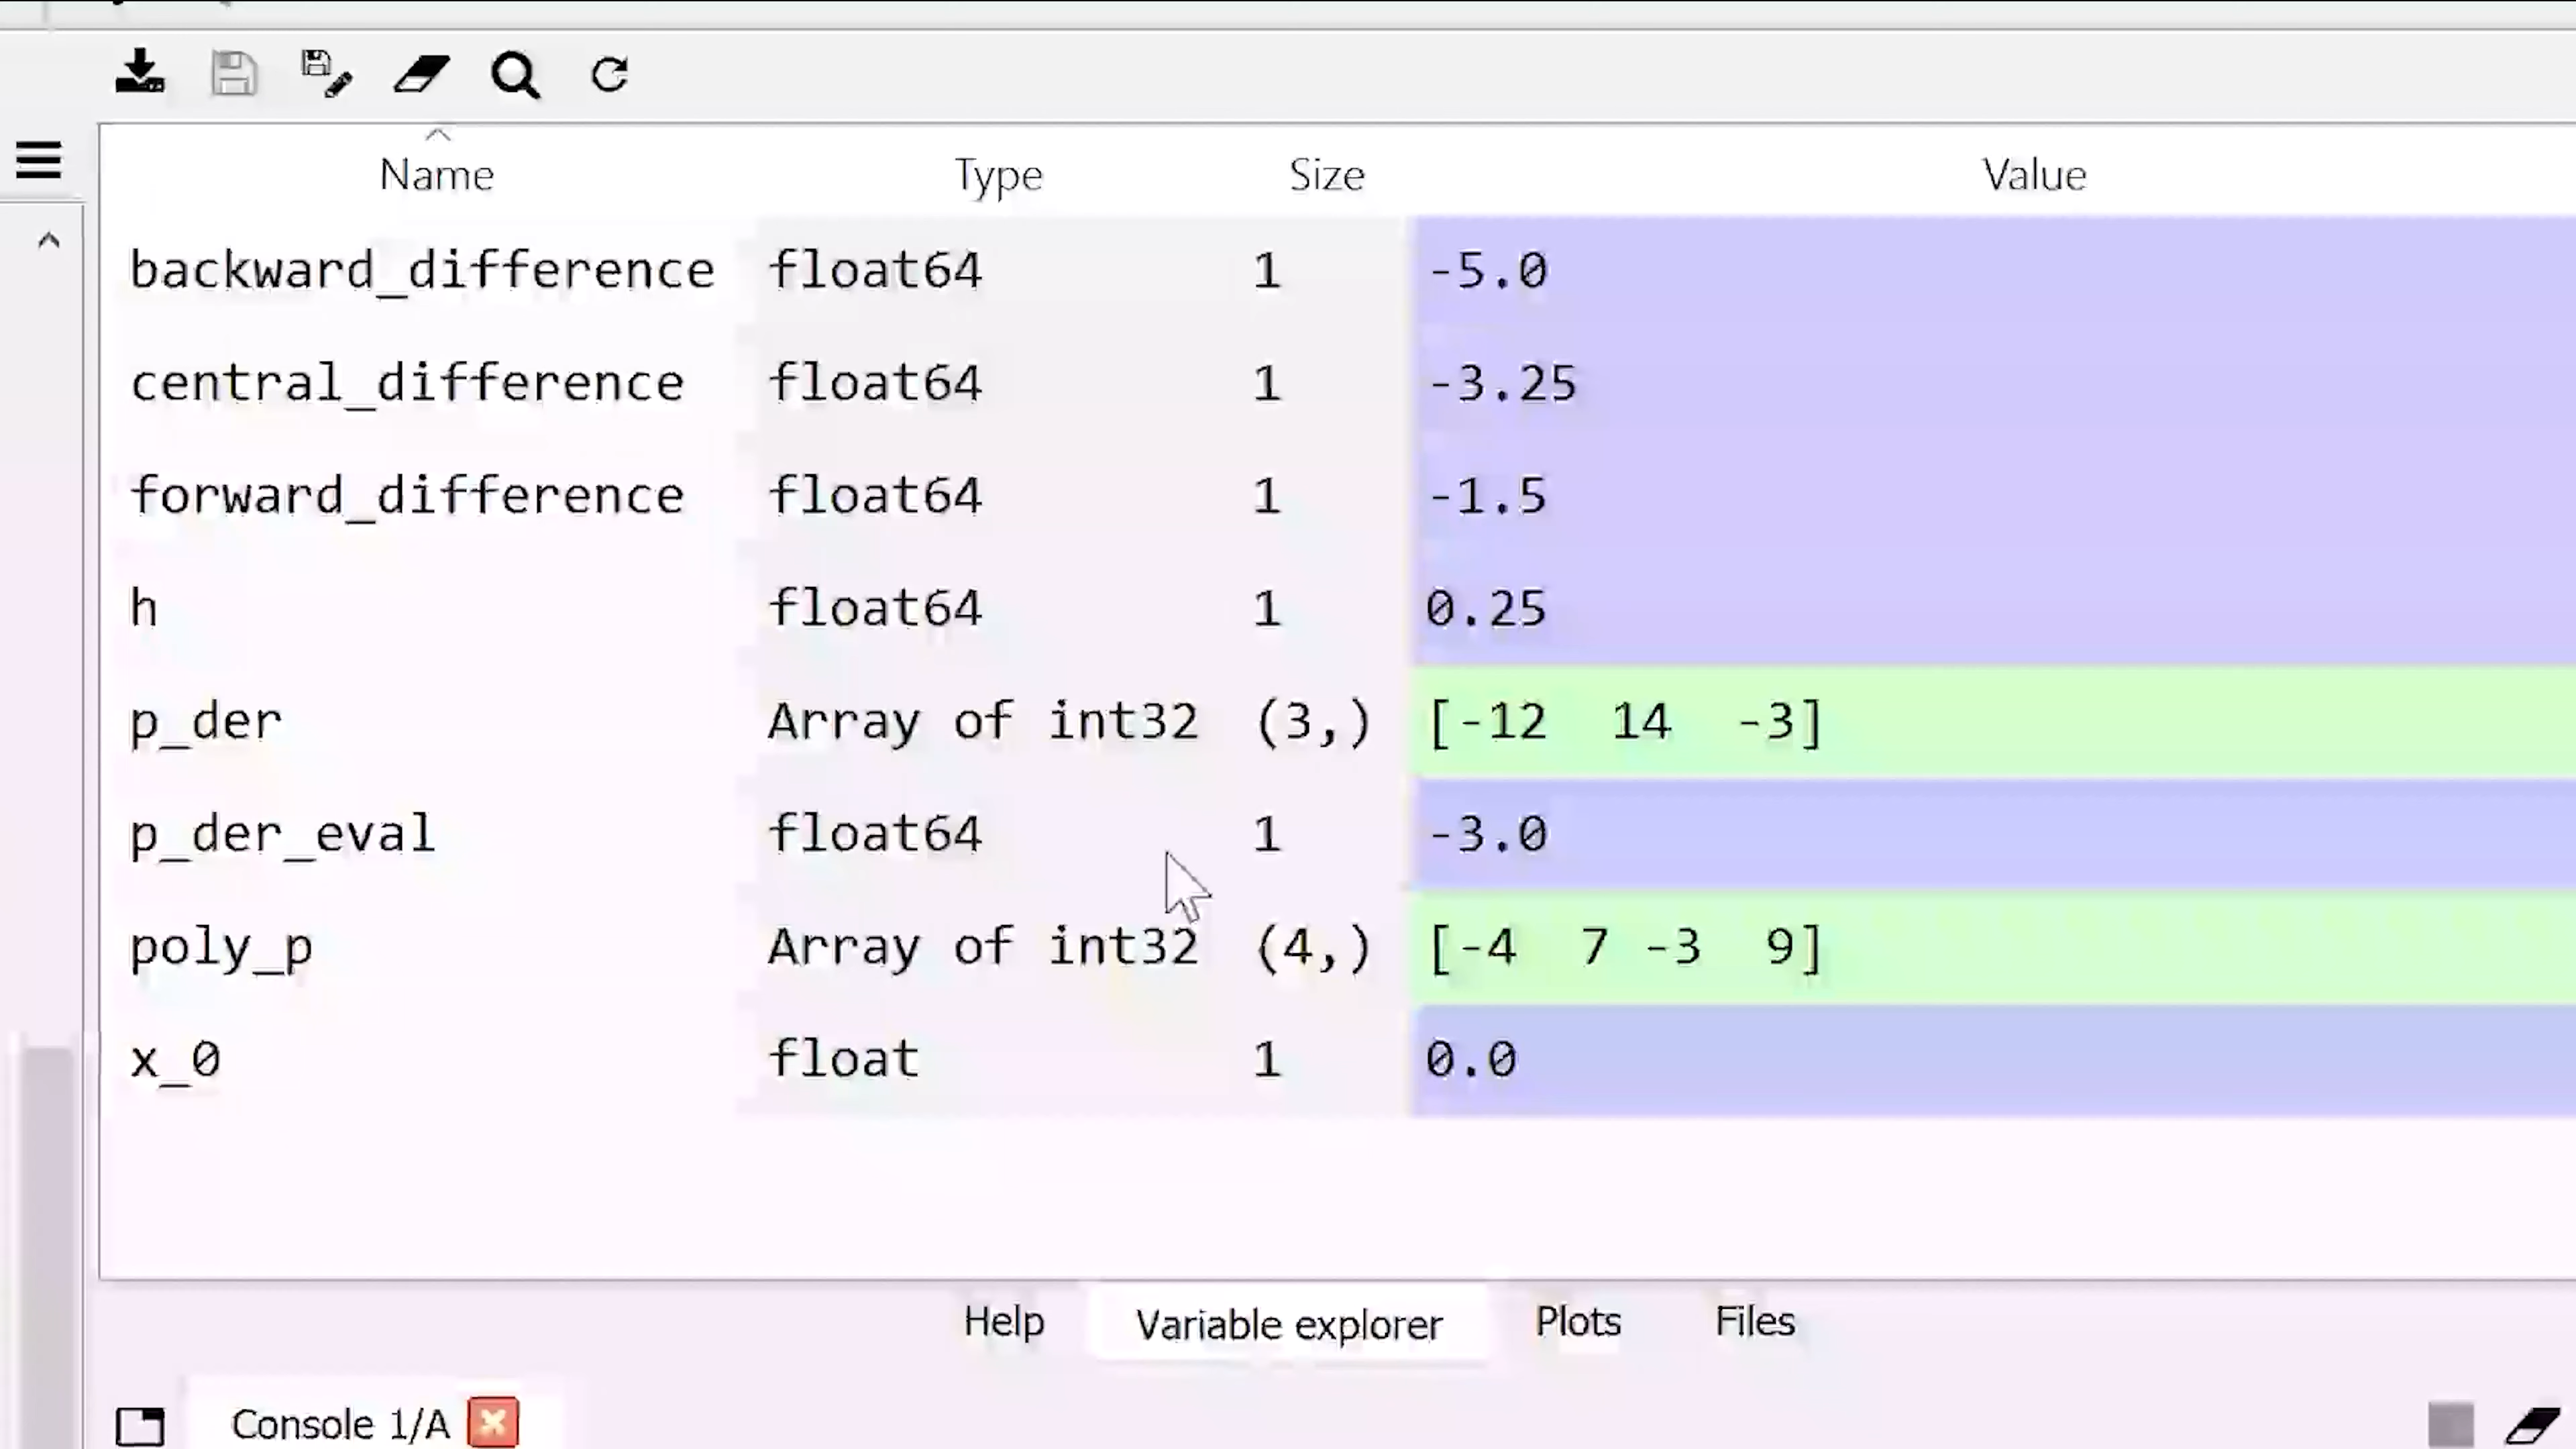 Name Type Size Value
backward_difference float64 1 -5.0
central_difference float64 1 -3.25
forward_difference float64 1 -1.5
h float64 1 0.25
p_der Array of int32 (3,) [-12 14 -3]
p_der_eval float64 1 -3.0
poly_p Array of int32 (4,) [-4 7 -3 9]
x_0 float 1 0.0
Help Variable explorer Plots Files
Console 1/A